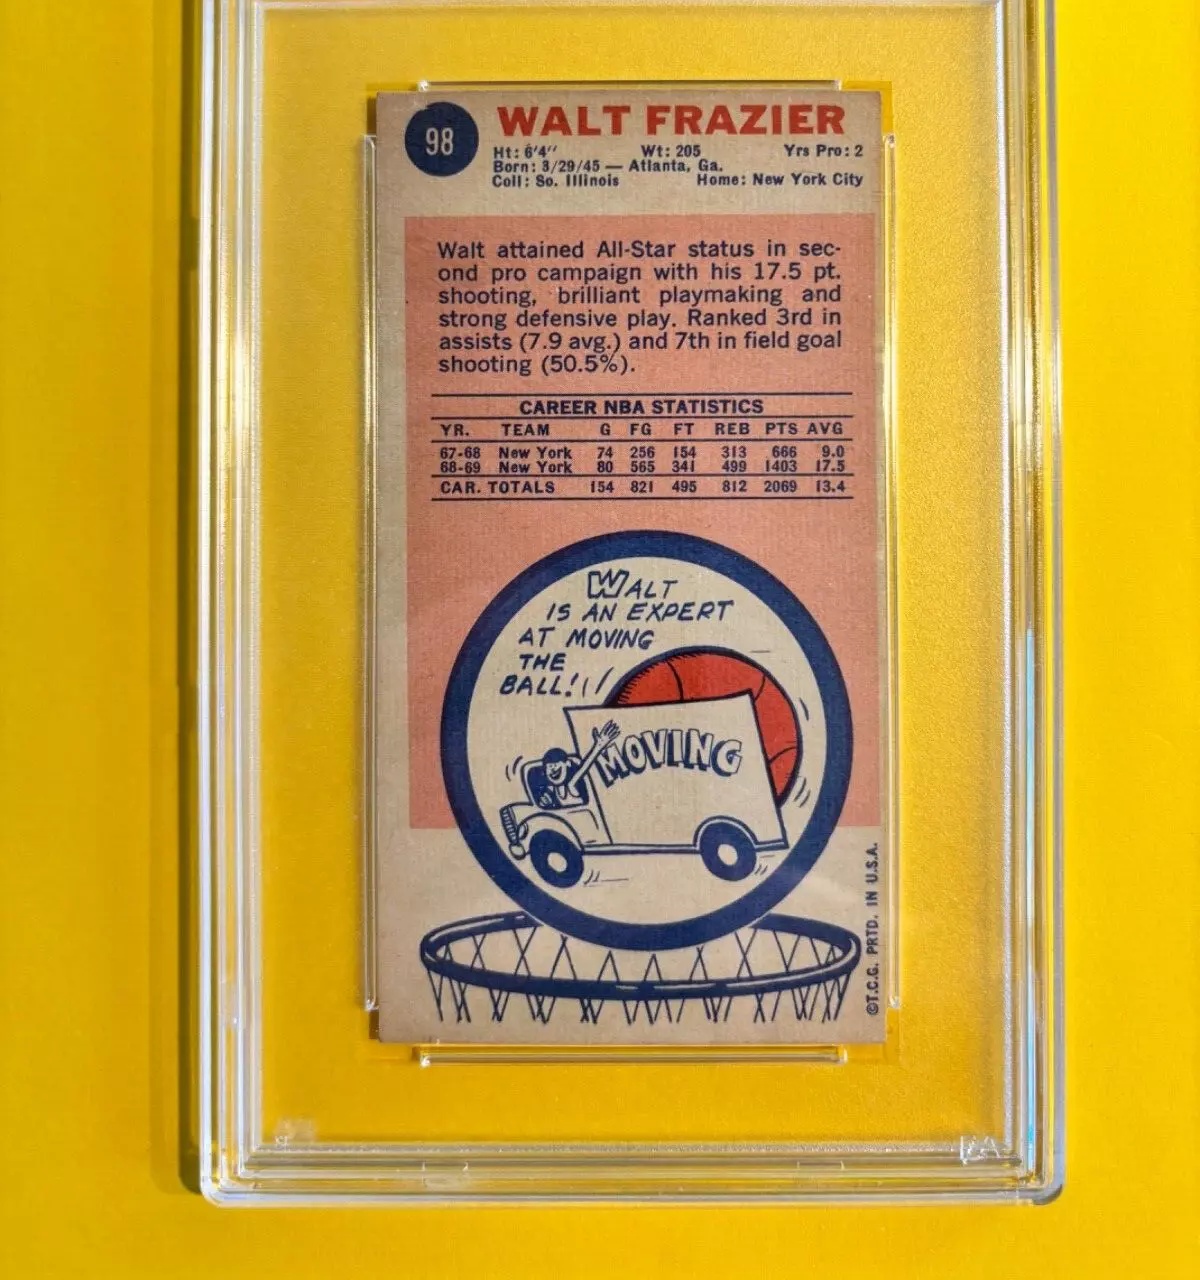 98
WALT FRAZIER
Ht: 6'4'' Wt: 205 Yrs Pro: 2
Born: 3/29/45 — Atlanta, Ga.
Coll: So. Illinois Home: New York City
Walt attained All-Star status in sec-
ond pro campaign with his 17.5 pt.
shooting, brilliant playmaking and
strong defensive play. Ranked 3rd in
assists (7.9 avg.) and 7th in field goal
shooting (50.5%).
CAREER NBA STATISTICS
YR. TEAM G FG FT REB PTS AVG
67-68 New York 74 256 154 313 666 9.0
68-69 New York 80 565 341 499 1403 17.5
CAR. TOTALS 154 821 495 812 2069 13.4
WALT
IS AN EXPERT
AT MOVING
THE
BALL!
MOVING
©T.C.G. PRTD. IN U.S.A.